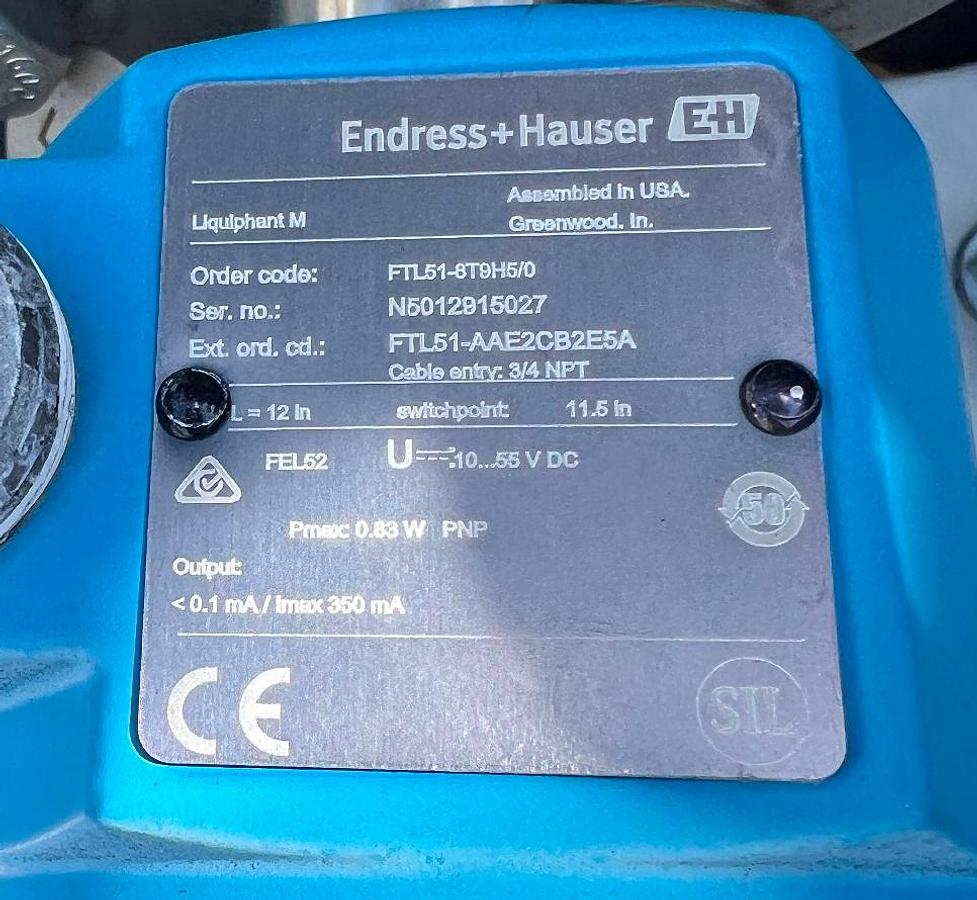 Endress+Hauser EH
Liquiphant M
Assembled in USA.
Greenwood. In.
Order code: FTL51-6T9H5/0
Ser. no.: N5012915027
Ext. ord. cd.: FTL51-AAE2CB2E5A
Cable entry: 3/4 NPT
L = 12 in switchpoint: 11.5 in
FEL52 U 10...55 V DC
50
Pmax: 0.83 W PNP
Output:
< 0.1 mA / Imax 350 mA
CE